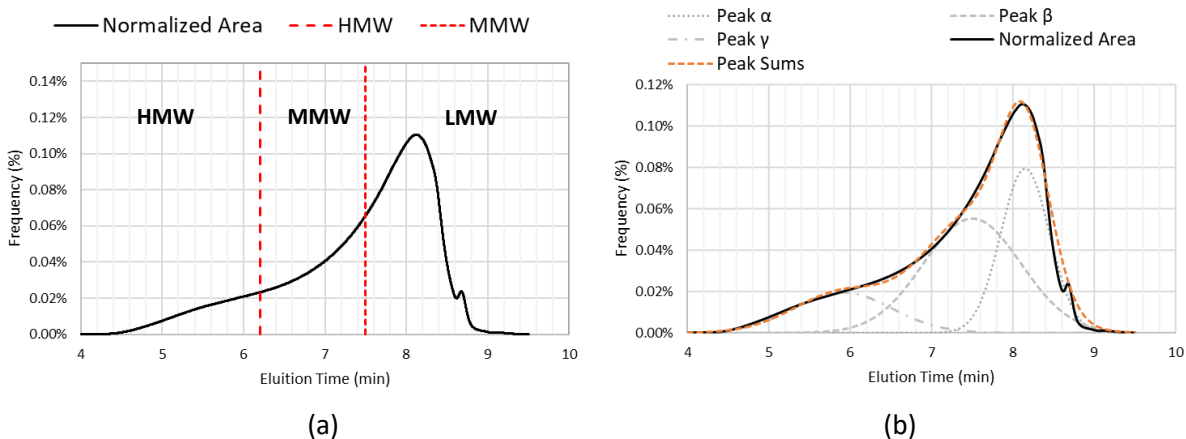 Normalized Area HMW MMW
0.14%
0.12%
0.10%
0.08%
0.06%
0.04%
0.02%
0.00%
Frequency (%)
HMW MMW LMW
4 5 6 7 8 9 10
Eluition Time (min)
(a)
Peak α Peak β
Peak γ Normalized Area
Peak Sums
0.12%
0.10%
0.08%
0.06%
0.04%
0.02%
0.00%
Frequency (%)
4 5 6 7 8 9 10
Elution Time (min)
(b)